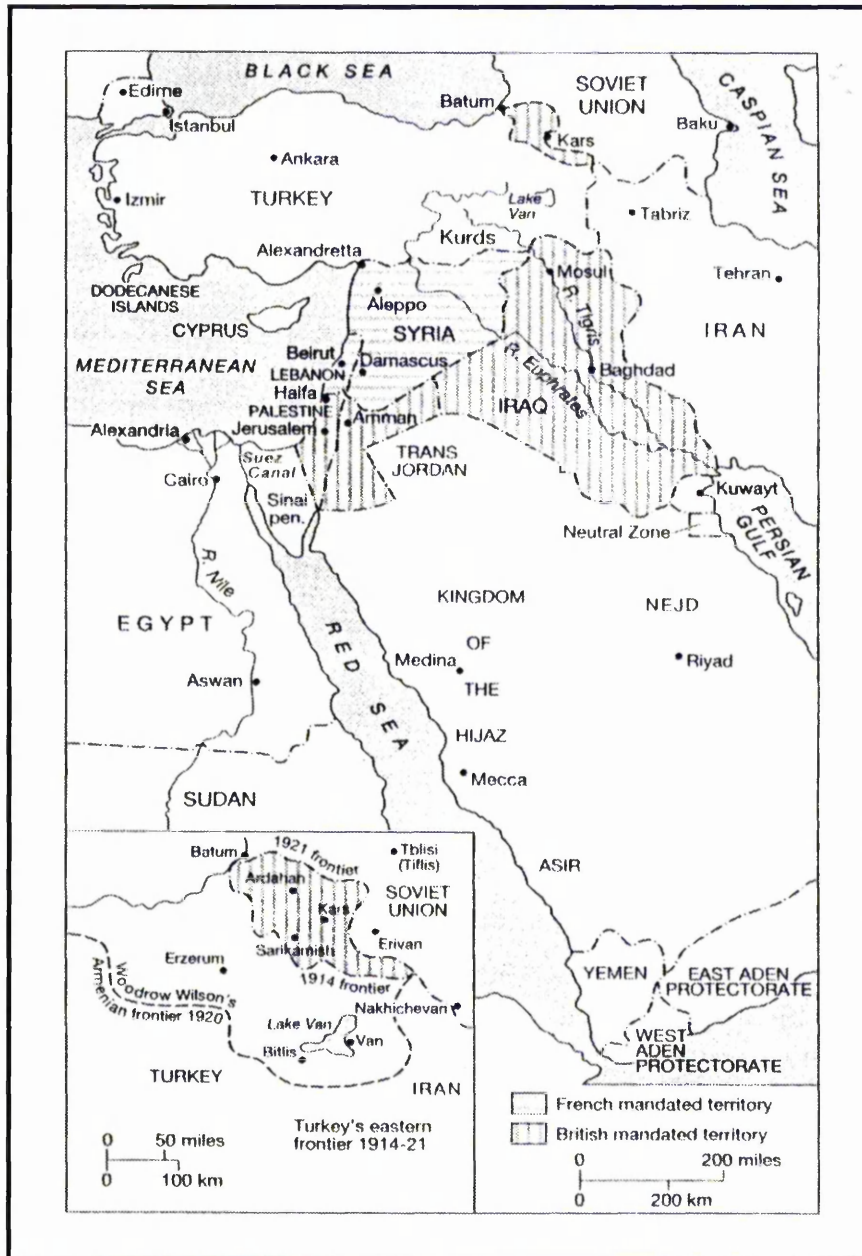 BLACK SEA
SOVIET
UNION
CASPIAN SEA
Edirne
Istanbul
Batum
Kars
Baku
Ankara
TURKEY
Izmir
Lake
Van
Tabriz
Kurds
Alexandretta
Mosul
Tehran
DODECANESE
ISLANDS
Aleppo
R. Tigris
CYPRUS
SYRIA
IRAN
MEDITERRANEAN
SEA
Beirut
Damascus
LEBANON
R. Euphrates
Baghdad
Haifa
IRAQ
PALESTINE
Amman
Jerusalem
Alexandria
TRANS
JORDAN
Suez
Canal
Cairo
Kuwayt
Sinai
pen.
Neutral Zone
PERSIAN
GULF
R. Nile
KINGDOM
OF
THE
HIJAZ
NEJD
EGYPT
RED SEA
Medina
Riyad
Aswan
Mecca
SUDAN
ASIR
YEMEN
EAST ADEN
PROTECTORATE
WEST
ADEN
PROTECTORATE
Batum
1921 frontier
Tblisi
(Tiflis)
Ardahan
SOVIET
UNION
Kars
Erivan
Sarikamish
Erzerum
1914 frontier
Woodrow Wilson's
Armenian frontier 1920
Nakhichevan
Lake Van
Van
Bitlis
TURKEY
IRAN
Turkey's eastern
frontier 1914-21
0 50 miles
0 100 km
French mandated territory
British mandated territory
0 200 miles
0 200 km